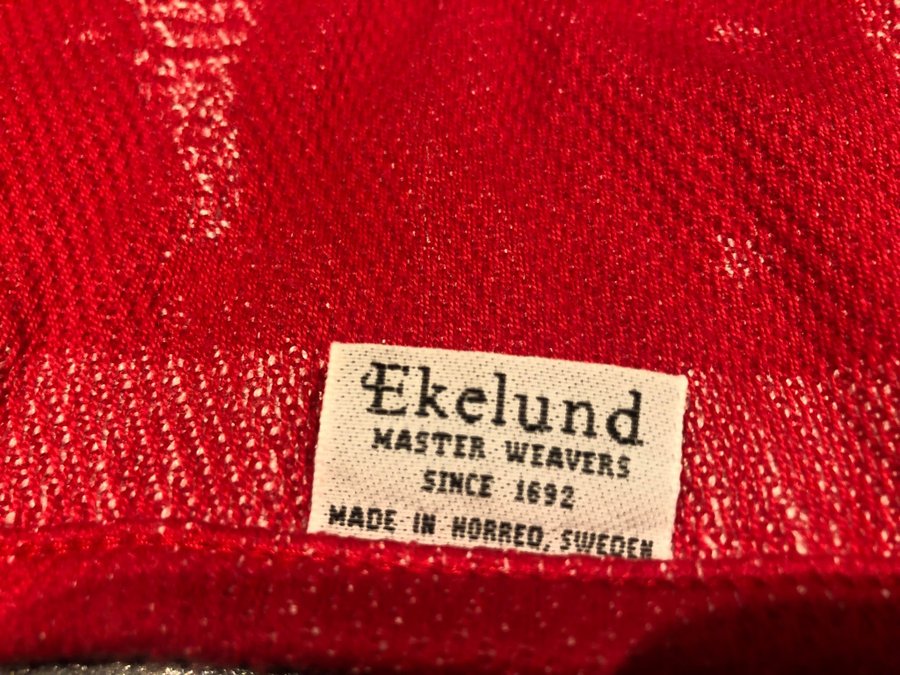 Ekelund
MASTER WEAVERS
SINCE 1692
MADE IN HORRED, SWEDEN